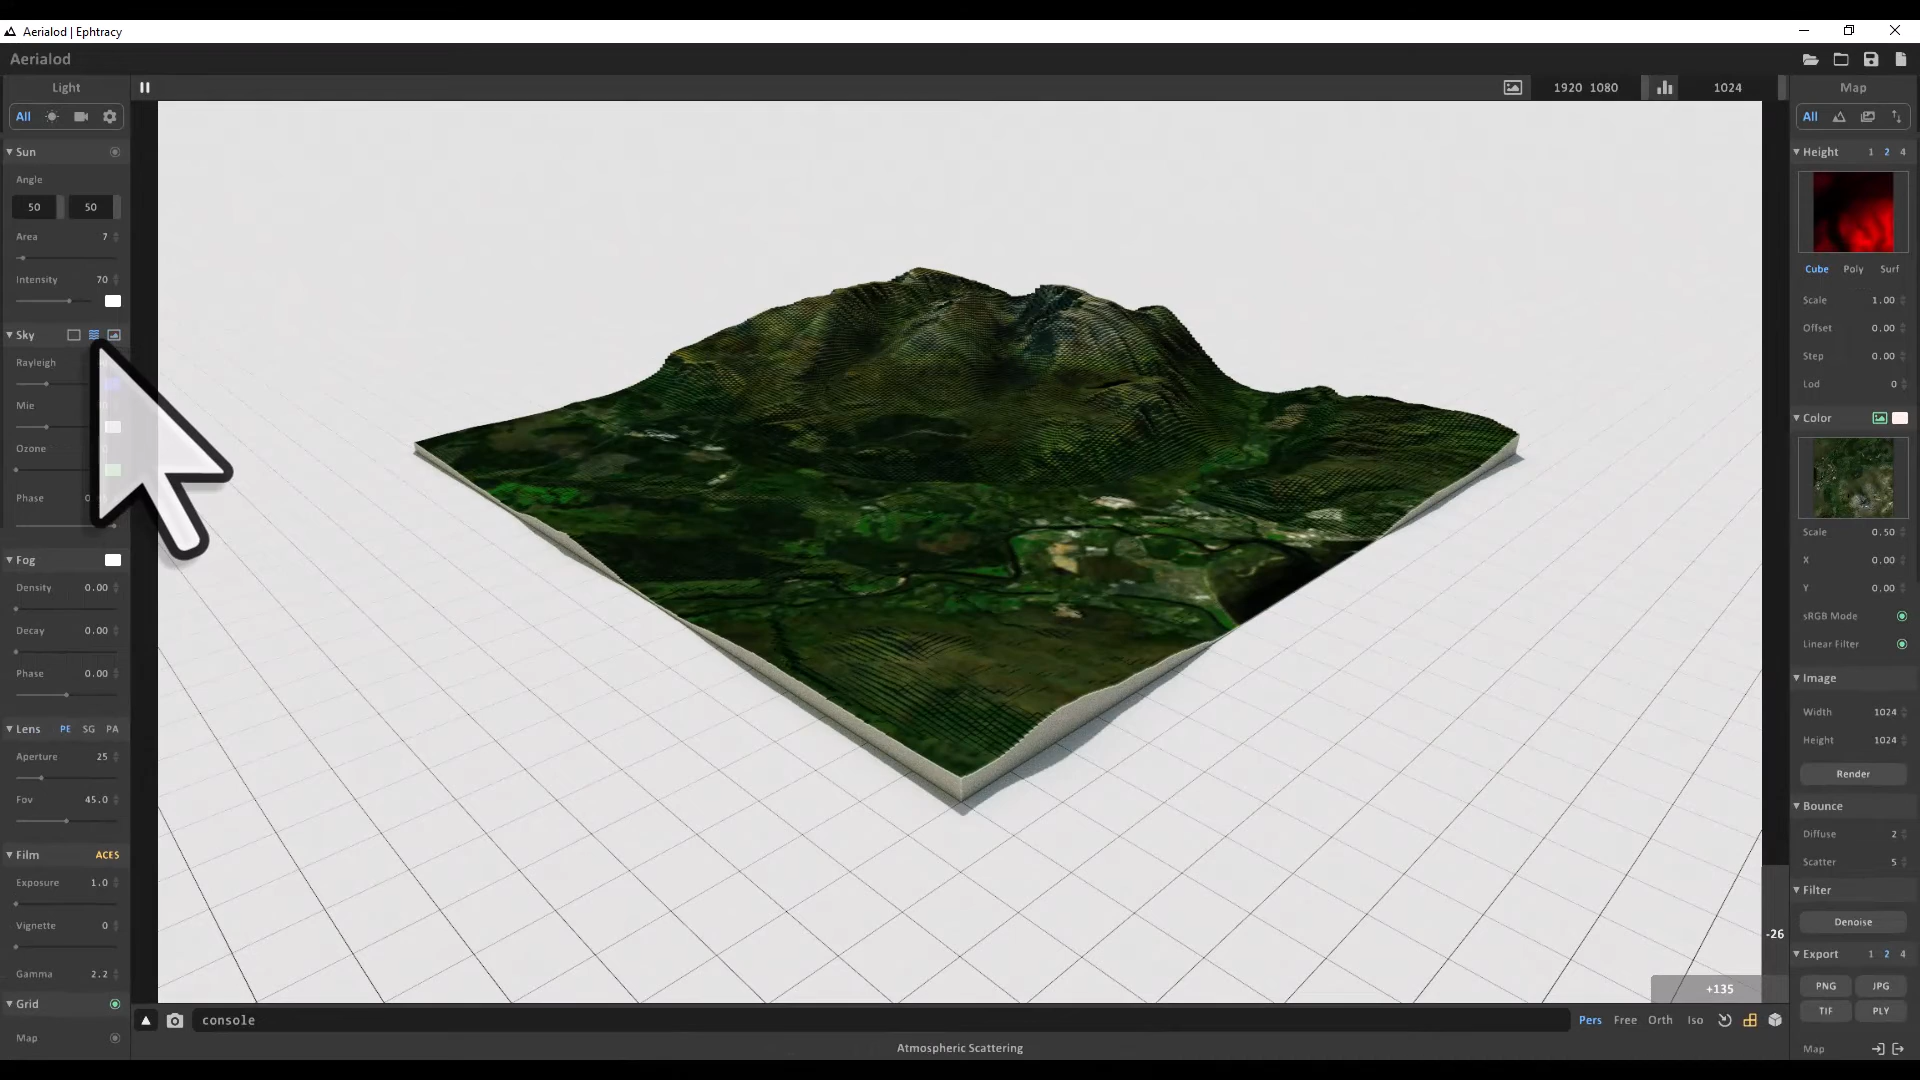 Aerialod | Ephtracy
Aerialod
Light
1920 1080
1024
Map
All
All
Sun
Angle
50 50
Area 7
Intensity 70
Sky
Rayleigh
Mie
Ozone
Phase
Fog
Density 0.00
Decay 0.00
Phase 0.00
Lens PE SG PA
Aperture 25
Fov 45.0
Film ACES
Exposure 1.0
Vignette 0
Gamma 2.2
Grid
Map
Height 1 2 4
Cube Poly Surf
Scale 1.00
Offset 0.00
Step 0.00
Lod 0
Color
Scale 0.50
X 0.00
Y 0.00
sRGB Mode
Linear Filter
Image
Width 1024
Height 1024
Render
Bounce
Diffuse 2
Scatter 5
Filter
Denoise
Export 1 2 4
PNG JPG
TIF PLY
Map
-26
+135
console
Pers Free Orth Iso
Atmospheric Scattering